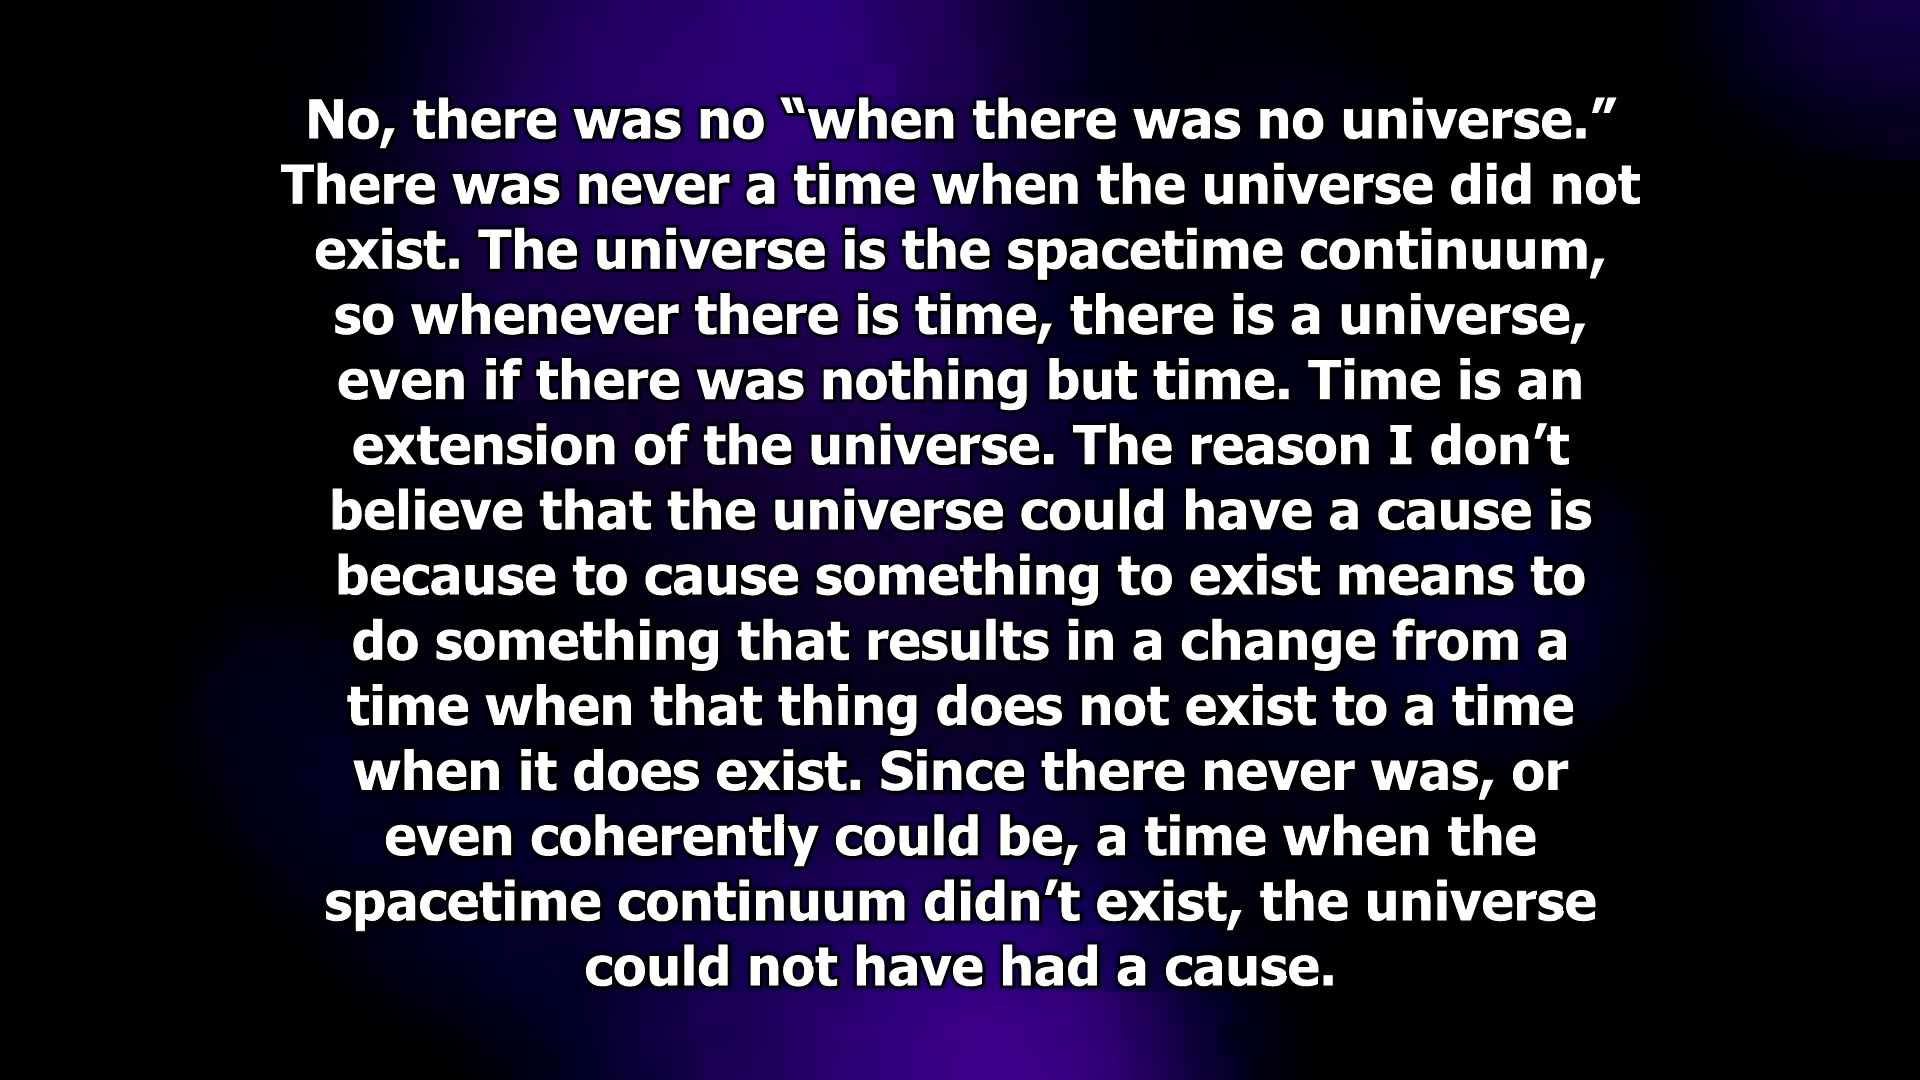 No, there was no “when there was no universe.”
There was never a time when the universe did not
exist. The universe is the spacetime continuum,
so whenever there is time, there is a universe,
even if there was nothing but time. Time is an
extension of the universe. The reason I don’t
believe that the universe could have a cause is
because to cause something to exist means to
do something that results in a change from a
time when that thing does not exist to a time
when it does exist. Since there never was, or
even coherently could be, a time when the
spacetime continuum didn’t exist, the universe
could not have had a cause.